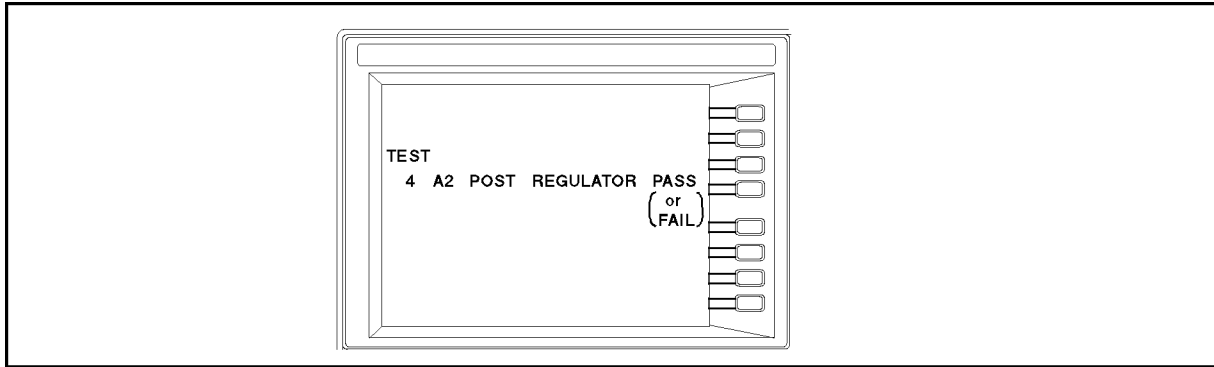 TEST
4 A2 POST REGULATOR PASS
(or
FAIL)